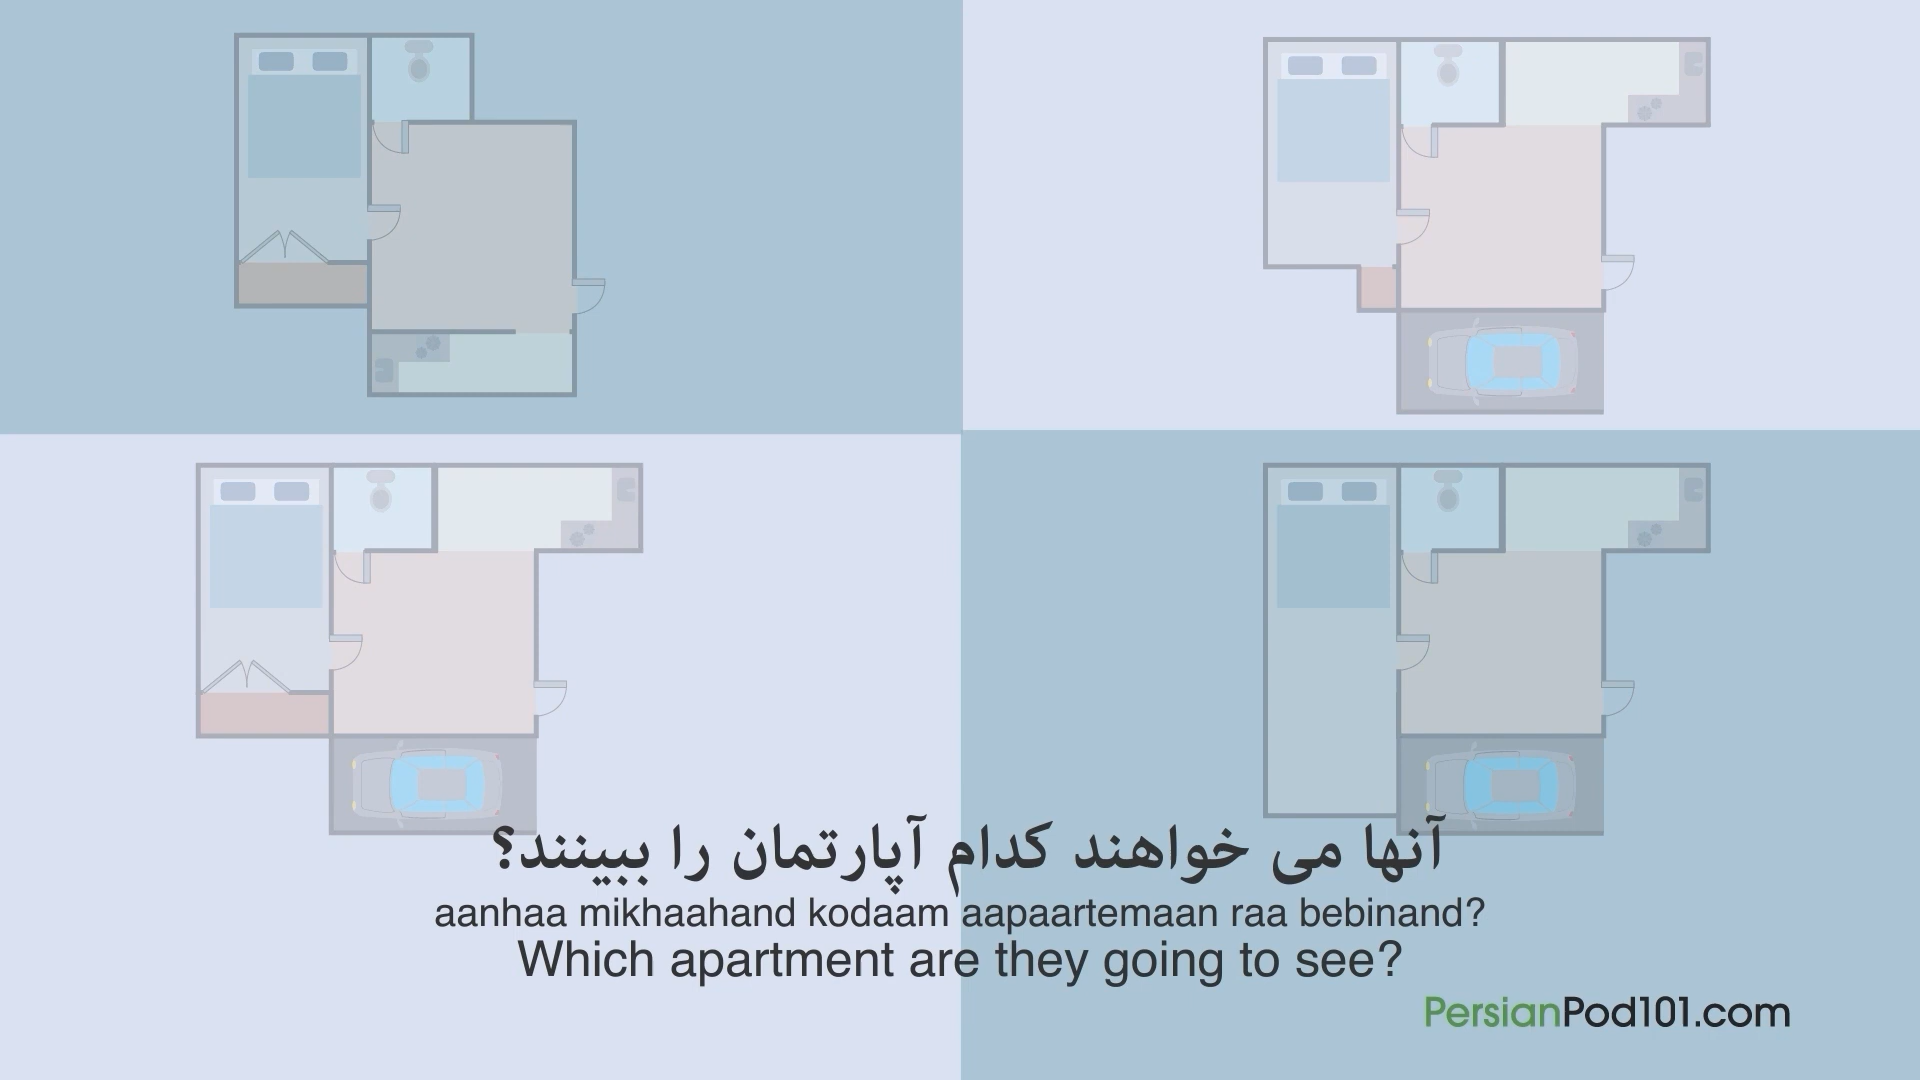 آنها می خواهند کدام آپارتمان را ببینند؟
aanhaa mikhaahand kodaam aapaartemaan raa bebinand?
Which apartment are they going to see?
PersianPod101.com